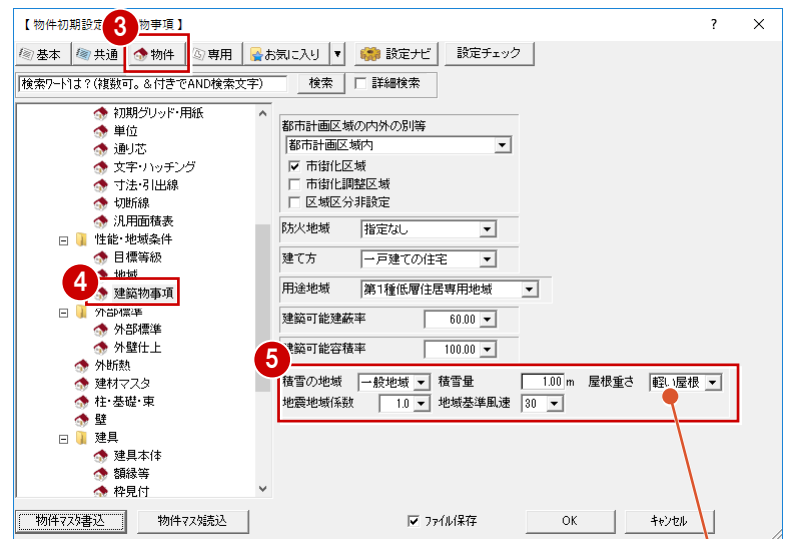 【 物件初期設定 物事項 】 ? ×
3
基本 共通 物件 専用 お気に入り ▼ 設定ナビ 設定チェック
検索ワードは?(複数可。&付きでAND検索文字) 検索 詳細検索
初期グリッド・用紙
単位
通り芯
文字・ハッチング
寸法・引出線
切断線
汎用面積表
性能・地域条件
目標等級
地域
4
建築物事項
外部標準
外部標準
外壁仕上
外断熱
建材マスタ
柱・基礎・束
壁
建具
建具本体
額縁等
枠見付
都市計画区域の内外の別等
都市計画区域内
市街化区域
市街化調整区域
区域区分非設定
防火地域 指定なし
建て方 一戸建ての住宅
用途地域 第1種低層住居専用地域
建築可能建蔽率 60.00
建築可能容積率 100.00
5
積雪の地域 一般地域 積雪量 1.00 m 屋根重さ 軽い屋根
地震地域係数 1.0 地域基準風速 30
物件マスタ書込 物件マスタ読込 ファイル保存 OK キャンセル